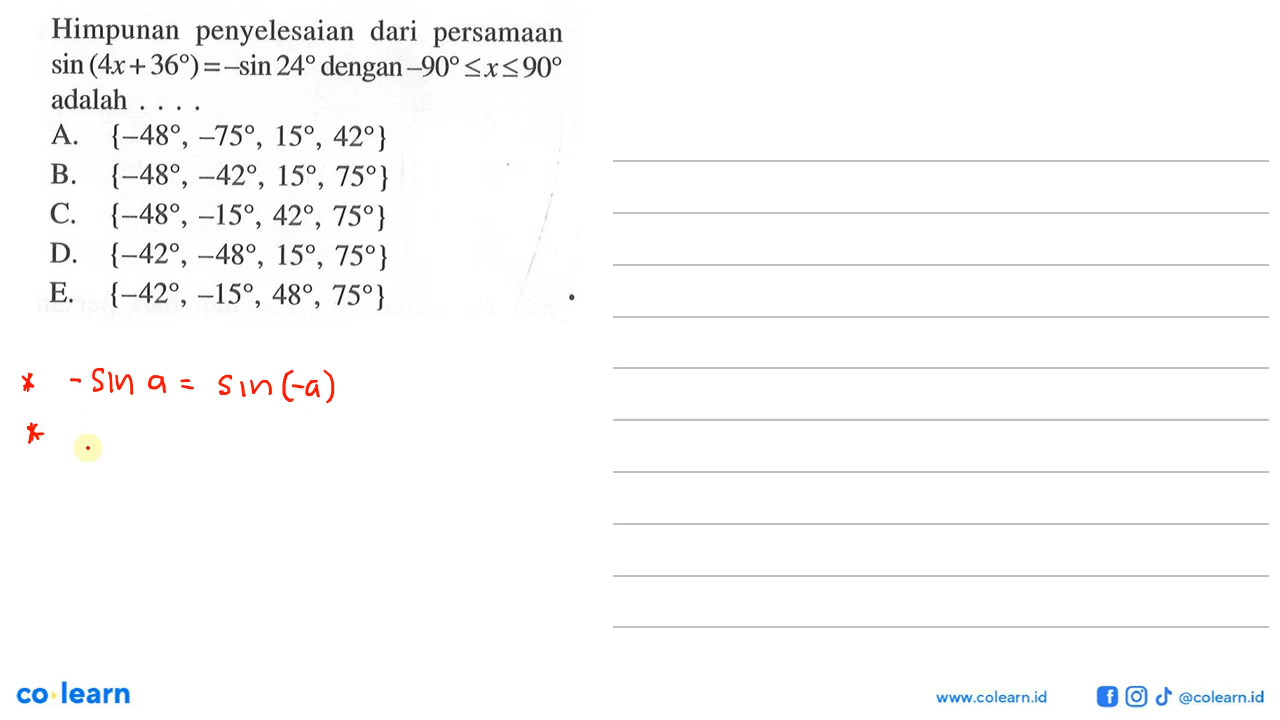 Himpunan penyelesaian dari persamaan
sin (4x + 36°) = –sin 24° dengan –90° ≤ x ≤ 90°
adalah . . . .
A. {–48°, –75°, 15°, 42°}
B. {–48°, –42°, 15°, 75°}
C. {–48°, –15°, 42°, 75°}
D. {–42°, –48°, 15°, 75°}
E. {–42°, –15°, 48°, 75°}
* - sin a = sin (-a)
*
co learn
www.colearn.id @colearn.id